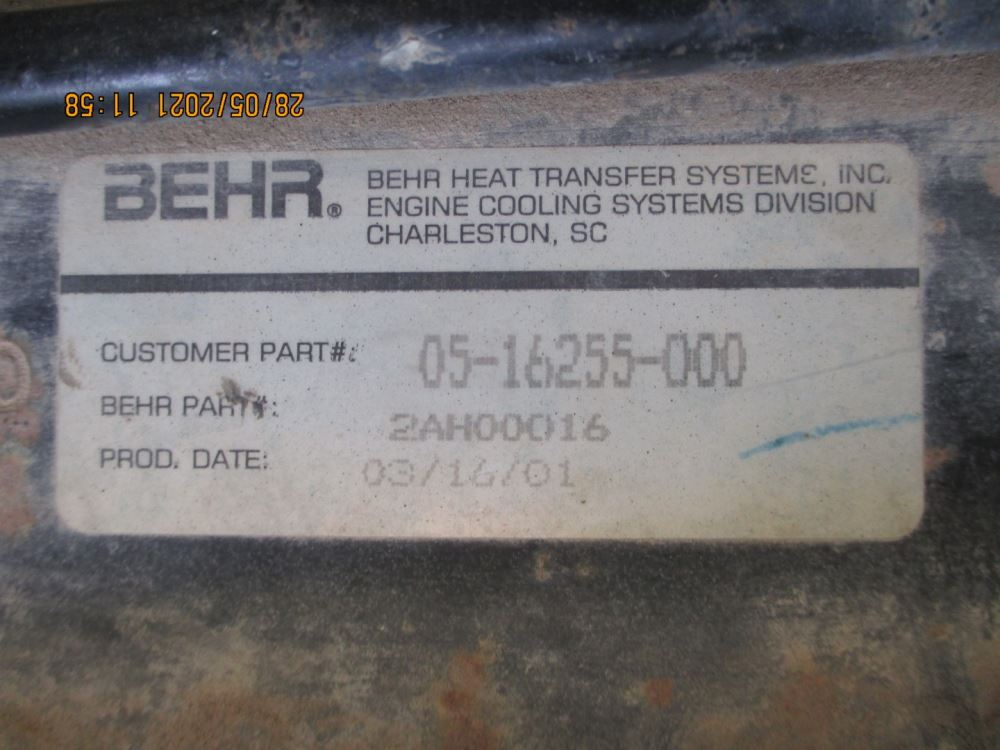 28/05/2021 11:58
BEHR®
BEHR HEAT TRANSFER SYSTEMS, INC.
ENGINE COOLING SYSTEMS DIVISION
CHARLESTON, SC
CUSTOMER PART#: 05-16255-000
BEHR PART#: 2AH00016
PROD. DATE: 03/16/01